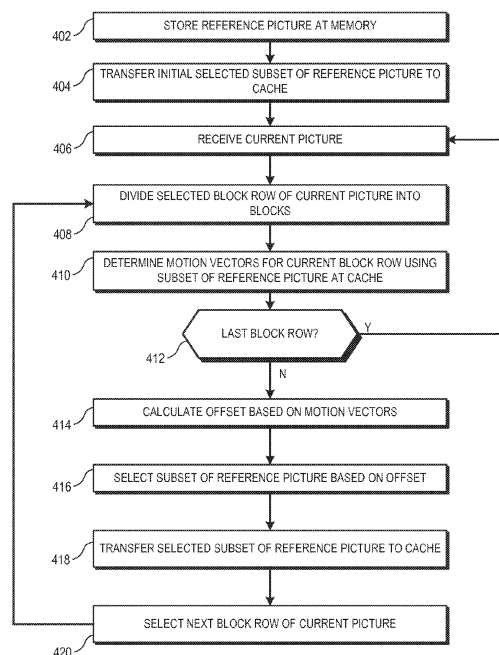 402
STORE REFERENCE PICTURE AT MEMORY
404
TRANSFER INITIAL SELECTED SUBSET OF REFERENCE PICTURE TO
CACHE
406
RECEIVE CURRENT PICTURE
408
DIVIDE SELECTED BLOCK ROW OF CURRENT PICTURE INTO
BLOCKS
410
DETERMINE MOTION VECTORS FOR CURRENT BLOCK ROW USING
SUBSET OF REFERENCE PICTURE AT CACHE
412
LAST BLOCK ROW?
Y
N
414
CALCULATE OFFSET BASED ON MOTION VECTORS
416
SELECT SUBSET OF REFERENCE PICTURE BASED ON OFFSET
418
TRANSFER SELECTED SUBSET OF REFERENCE PICTURE TO CACHE
420
SELECT NEXT BLOCK ROW OF CURRENT PICTURE